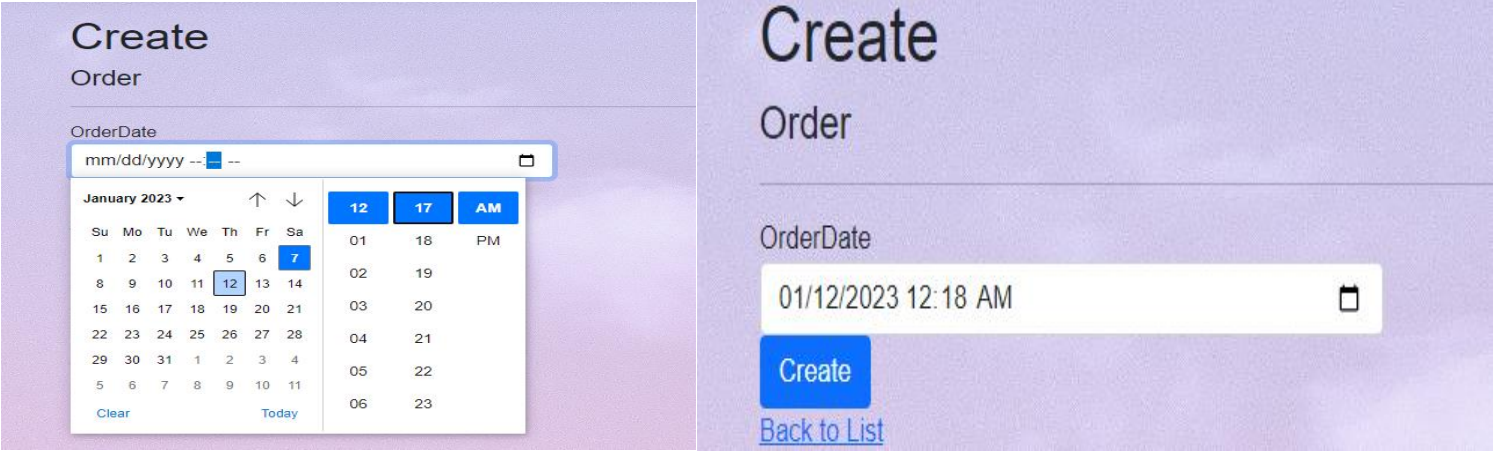 Create
Order
OrderDate
mm/dd/yyyy --:-- --
January 2023
Su Mo Tu We Th Fr Sa
1 2 3 4 5 6 7
8 9 10 11 12 13 14
15 16 17 18 19 20 21
22 23 24 25 26 27 28
29 30 31 1 2 3 4
5 6 7 8 9 10 11
Clear Today
12 17 AM
01 18 PM
02 19
03 20
04 21
05 22
06 23
Create
Order
OrderDate
01/12/2023 12:18 AM
Create
Back to List